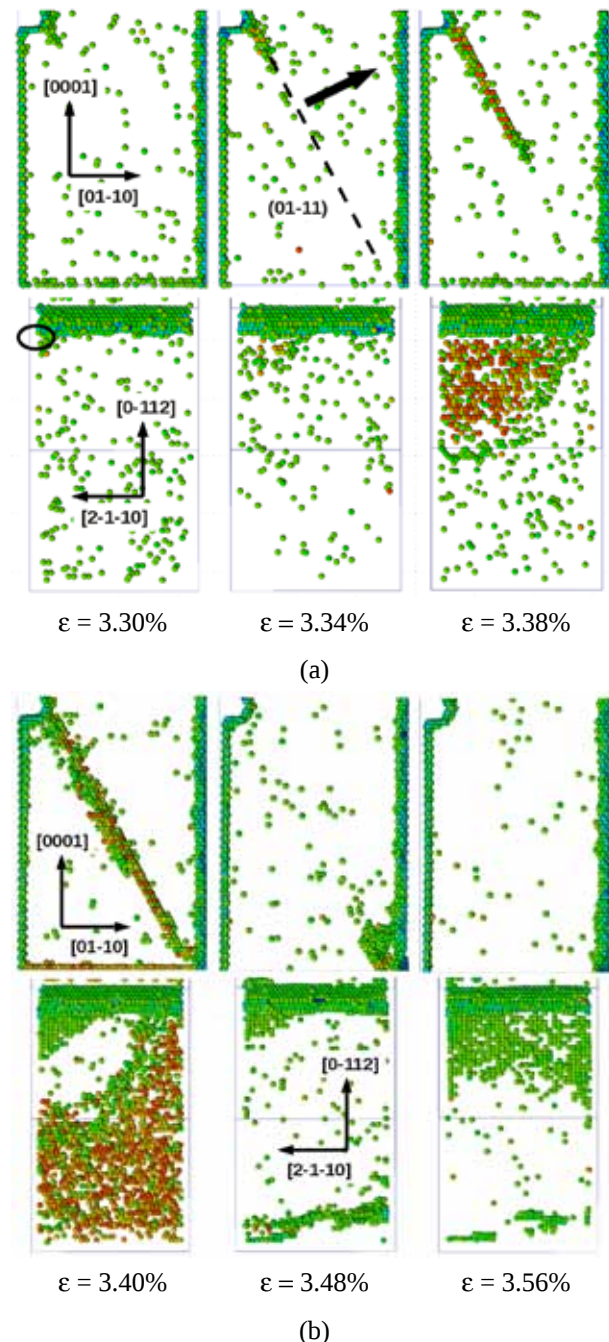 [0001]
[01-10]
(01-11)
[0-112]
[2-1-10]
ε = 3.30% ε = 3.34% ε = 3.38%
(a)
[0001]
[01-10]
[0-112]
[2-1-10]
ε = 3.40% ε = 3.48% ε = 3.56%
(b)